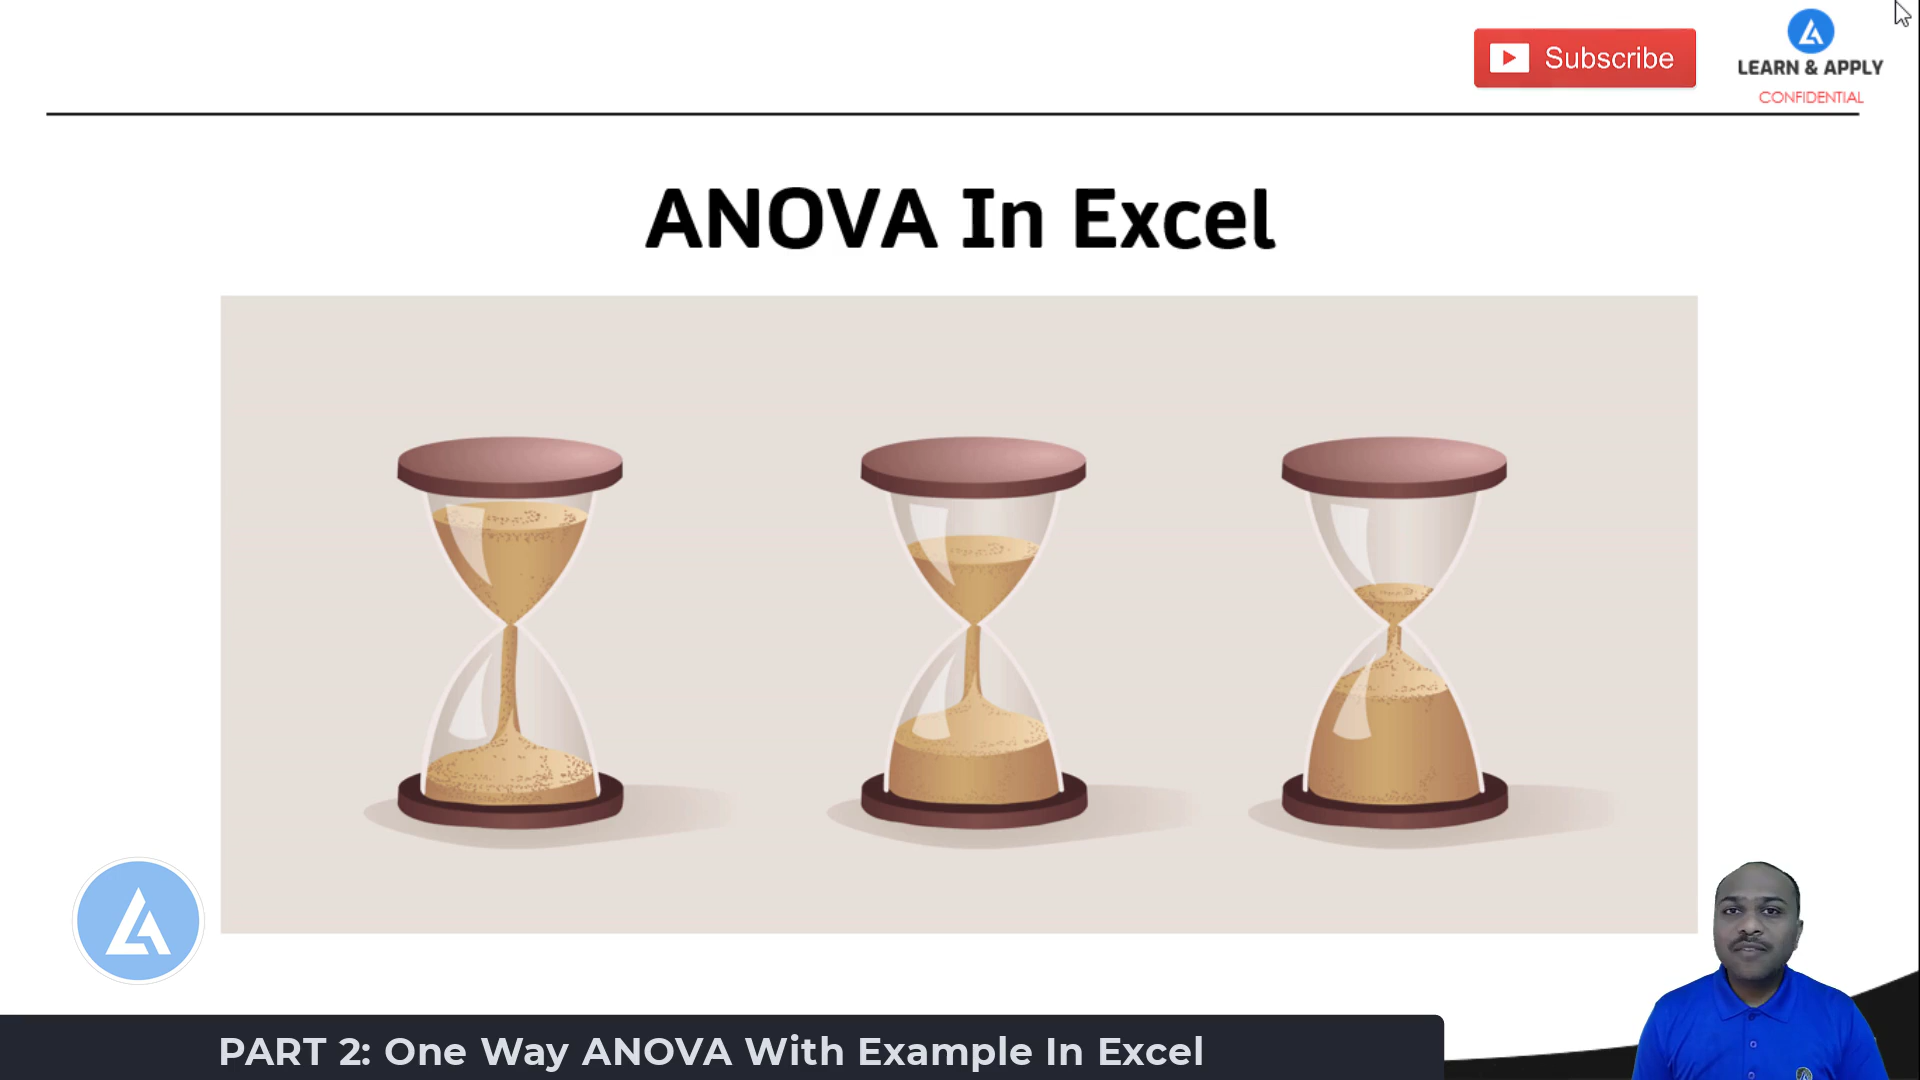 Subscribe
LEARN & APPLY
CONFIDENTIAL
ANOVA In Excel
PART 2: One Way ANOVA With Example In Excel